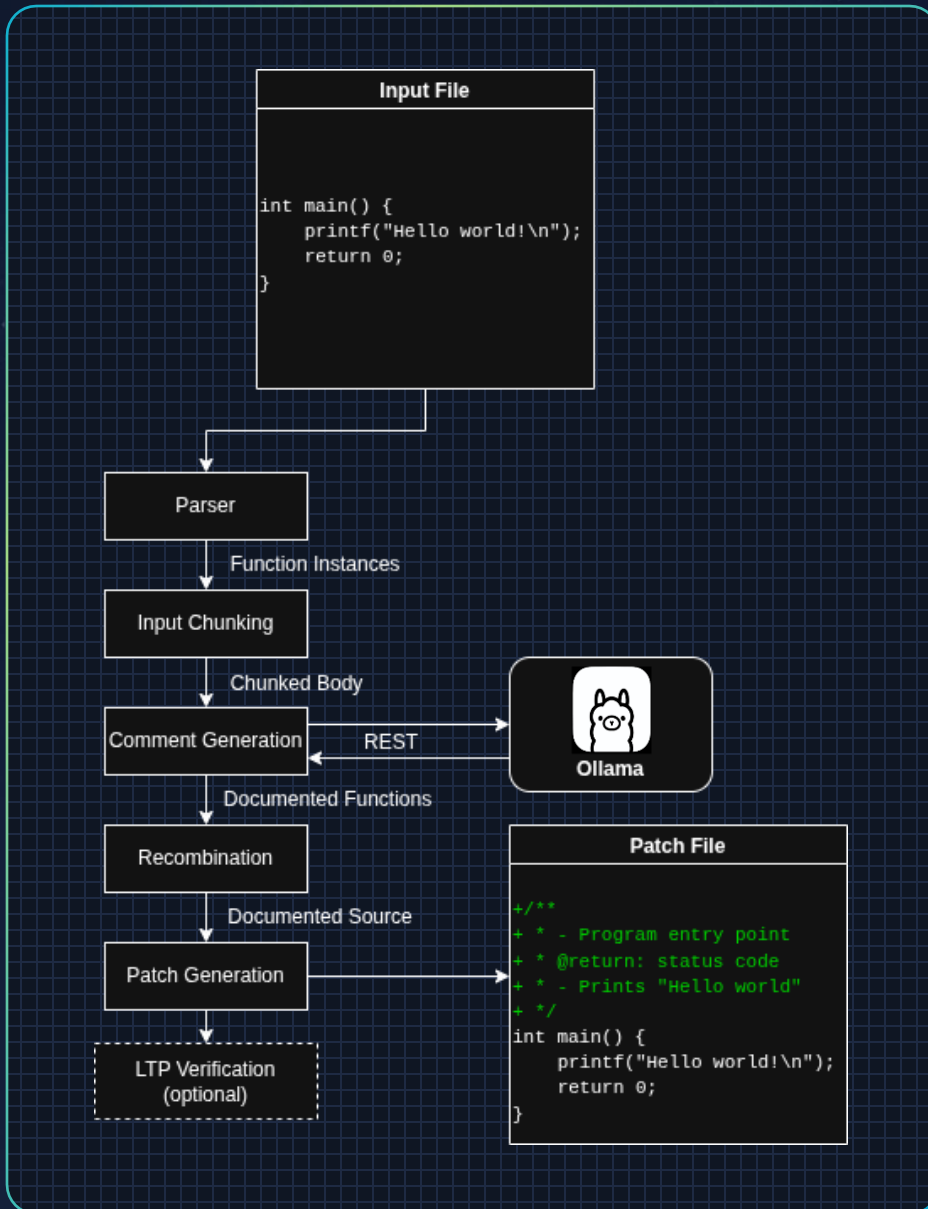 Input File
int main() {
    printf("Hello world!\n");
    return 0;
}
Parser
Function Instances
Input Chunking
Chunked Body
Comment Generation
REST
Ollama
Documented Functions
Recombination
Documented Source
Patch Generation
LTP Verification
(optional)
Patch File
+/**
+ * - Program entry point
+ * @return: status code
+ * - Prints "Hello world"
+ */
int main() {
    printf("Hello world!\n");
    return 0;
}